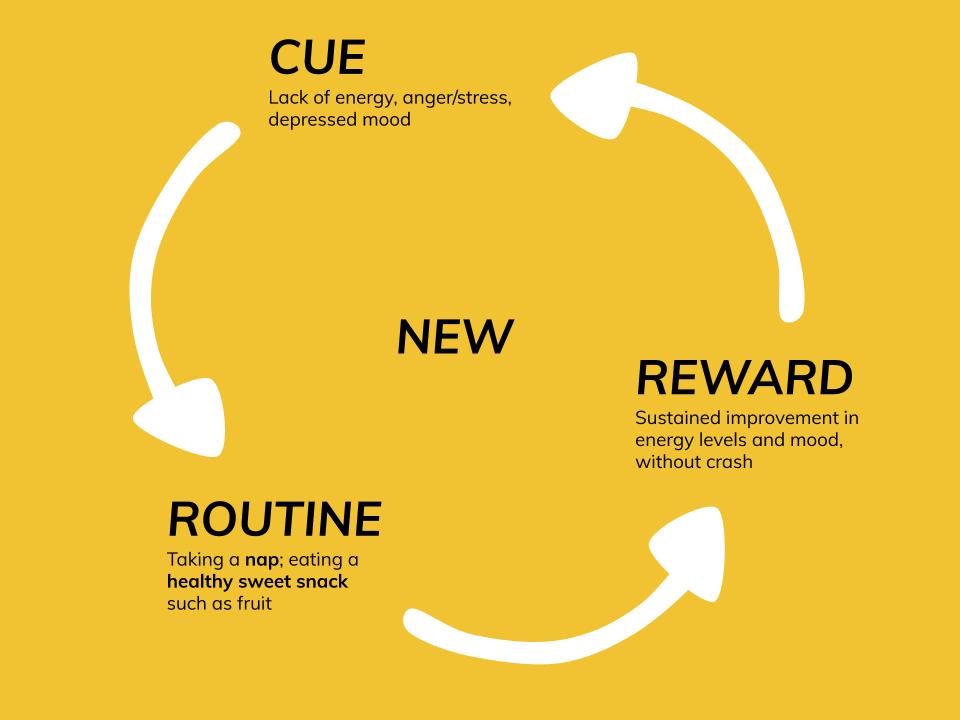 CUE
Lack of energy, anger/stress,
depressed mood
NEW
REWARD
Sustained improvement in
energy levels and mood,
without crash
ROUTINE
Taking a nap; eating a
healthy sweet snack
such as fruit